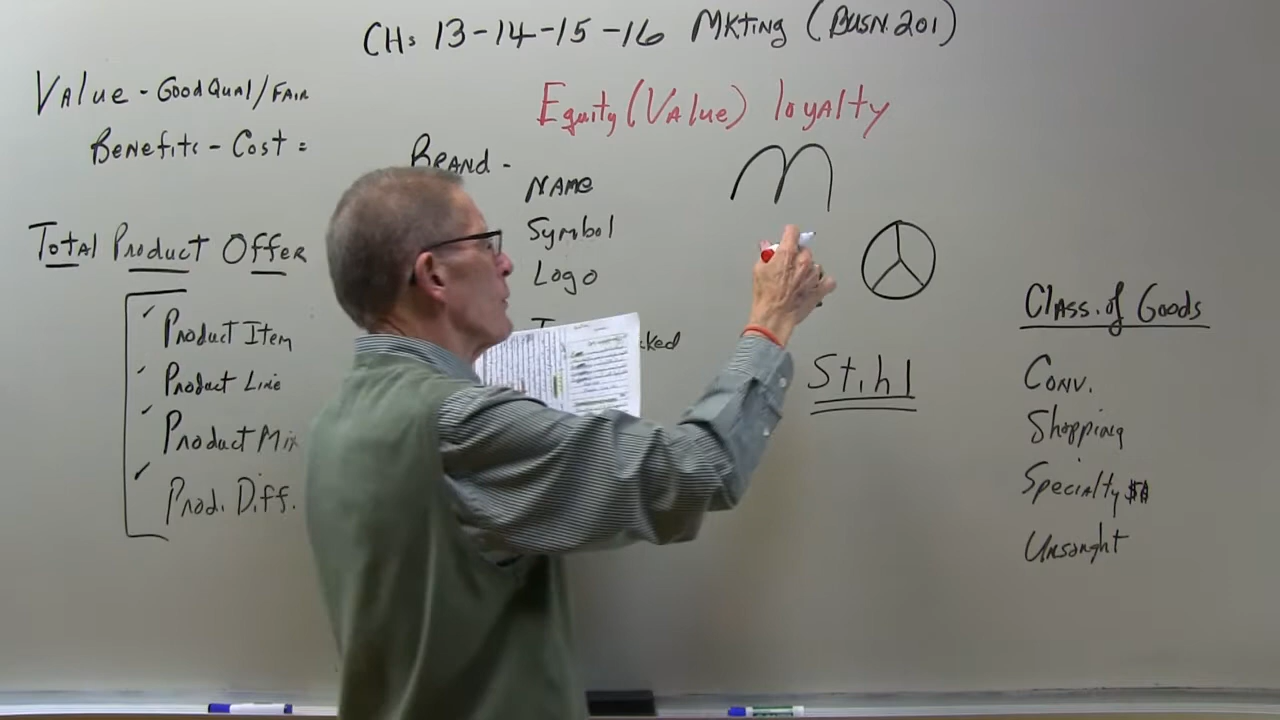 CHs 13-14-15-16 MKTing (BUSN. 201)
Value - Good Qual/Fair
Benefits - Cost =
Equity (Value) loyalty
Brand -
Name
Symbol
Logo
Total Product Offer
Product Item
Product Line
Product Mix
Prod. Diff.
Stihl
Class. of Goods
Conv.
Shopping
Specialty
Unsought